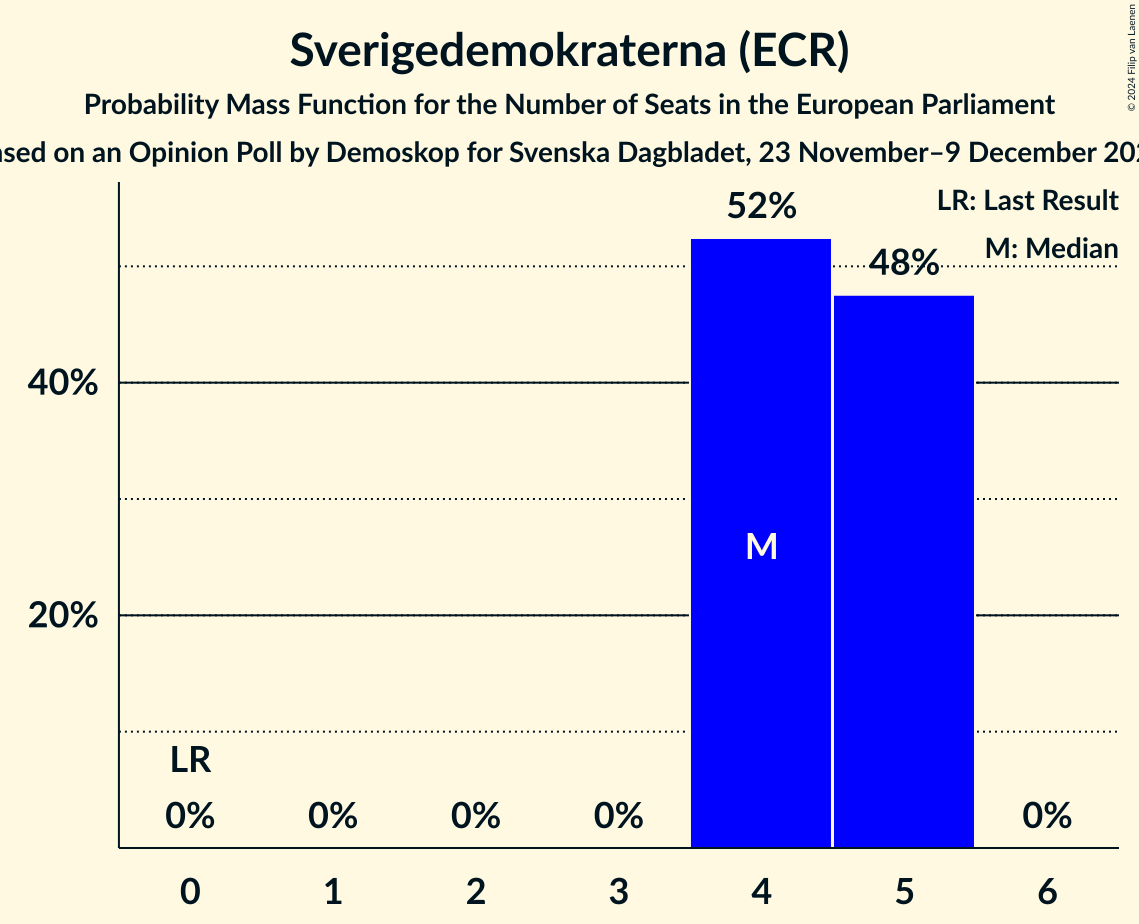 Sverigedemokraterna (ECR)
Probability Mass Function for the Number of Seats in the European Parliament
on an Opinion Poll by Demoskop for Svenska Dagbladet, 23 November–9 December
© 2024 Filip van Laenen
LR: Last Result
M: Median
52%
48%
40%
20%
M
LR
0% 0% 0% 0% 0%
0 1 2 3 4 5 6